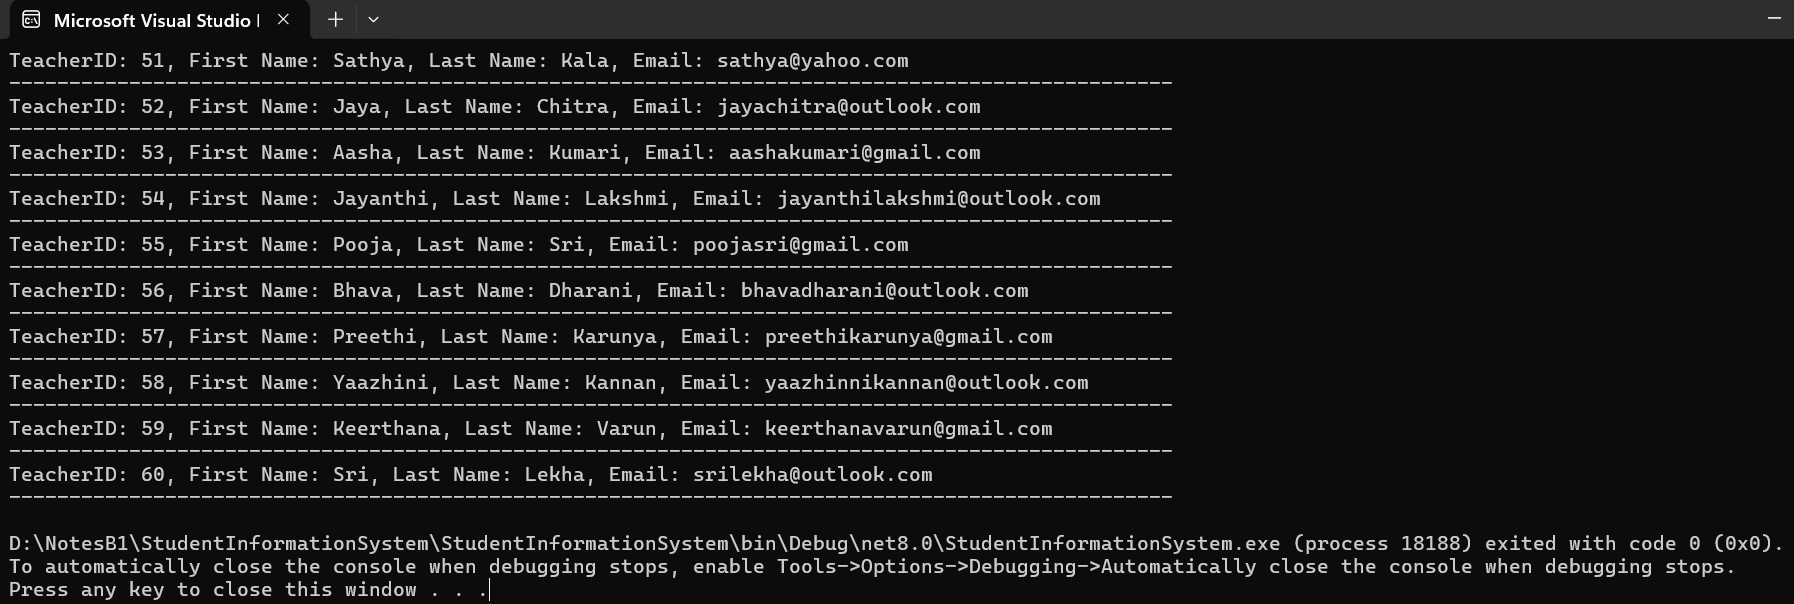 Microsoft Visual Studio
TeacherID: 51, First Name: Sathya, Last Name: Kala, Email: sathya@yahoo.com
-------------------------------------------------------------------------------------------------
TeacherID: 52, First Name: Jaya, Last Name: Chitra, Email: jayachitra@outlook.com
-------------------------------------------------------------------------------------------------
TeacherID: 53, First Name: Aasha, Last Name: Kumari, Email: aashakumari@gmail.com
-------------------------------------------------------------------------------------------------
TeacherID: 54, First Name: Jayanthi, Last Name: Lakshmi, Email: jayanthilakshmi@outlook.com
-------------------------------------------------------------------------------------------------
TeacherID: 55, First Name: Pooja, Last Name: Sri, Email: poojasri@gmail.com
-------------------------------------------------------------------------------------------------
TeacherID: 56, First Name: Bhava, Last Name: Dharani, Email: bhavadharani@outlook.com
-------------------------------------------------------------------------------------------------
TeacherID: 57, First Name: Preethi, Last Name: Karunya, Email: preethikarunya@gmail.com
-------------------------------------------------------------------------------------------------
TeacherID: 58, First Name: Yaazhini, Last Name: Kannan, Email: yaazhinnikannan@outlook.com
-------------------------------------------------------------------------------------------------
TeacherID: 59, First Name: Keerthana, Last Name: Varun, Email: keerthanavarun@gmail.com
-------------------------------------------------------------------------------------------------
TeacherID: 60, First Name: Sri, Last Name: Lekha, Email: srilekha@outlook.com
-------------------------------------------------------------------------------------------------
D:\NotesB1\StudentInformationSystem\StudentInformationSystem\bin\Debug\net8.0\StudentInformationSystem.exe (process 18188) exited with code 0 (0x0).
To automatically close the console when debugging stops, enable Tools->Options->Debugging->Automatically close the console when debugging stops.
Press any key to close this window . . .